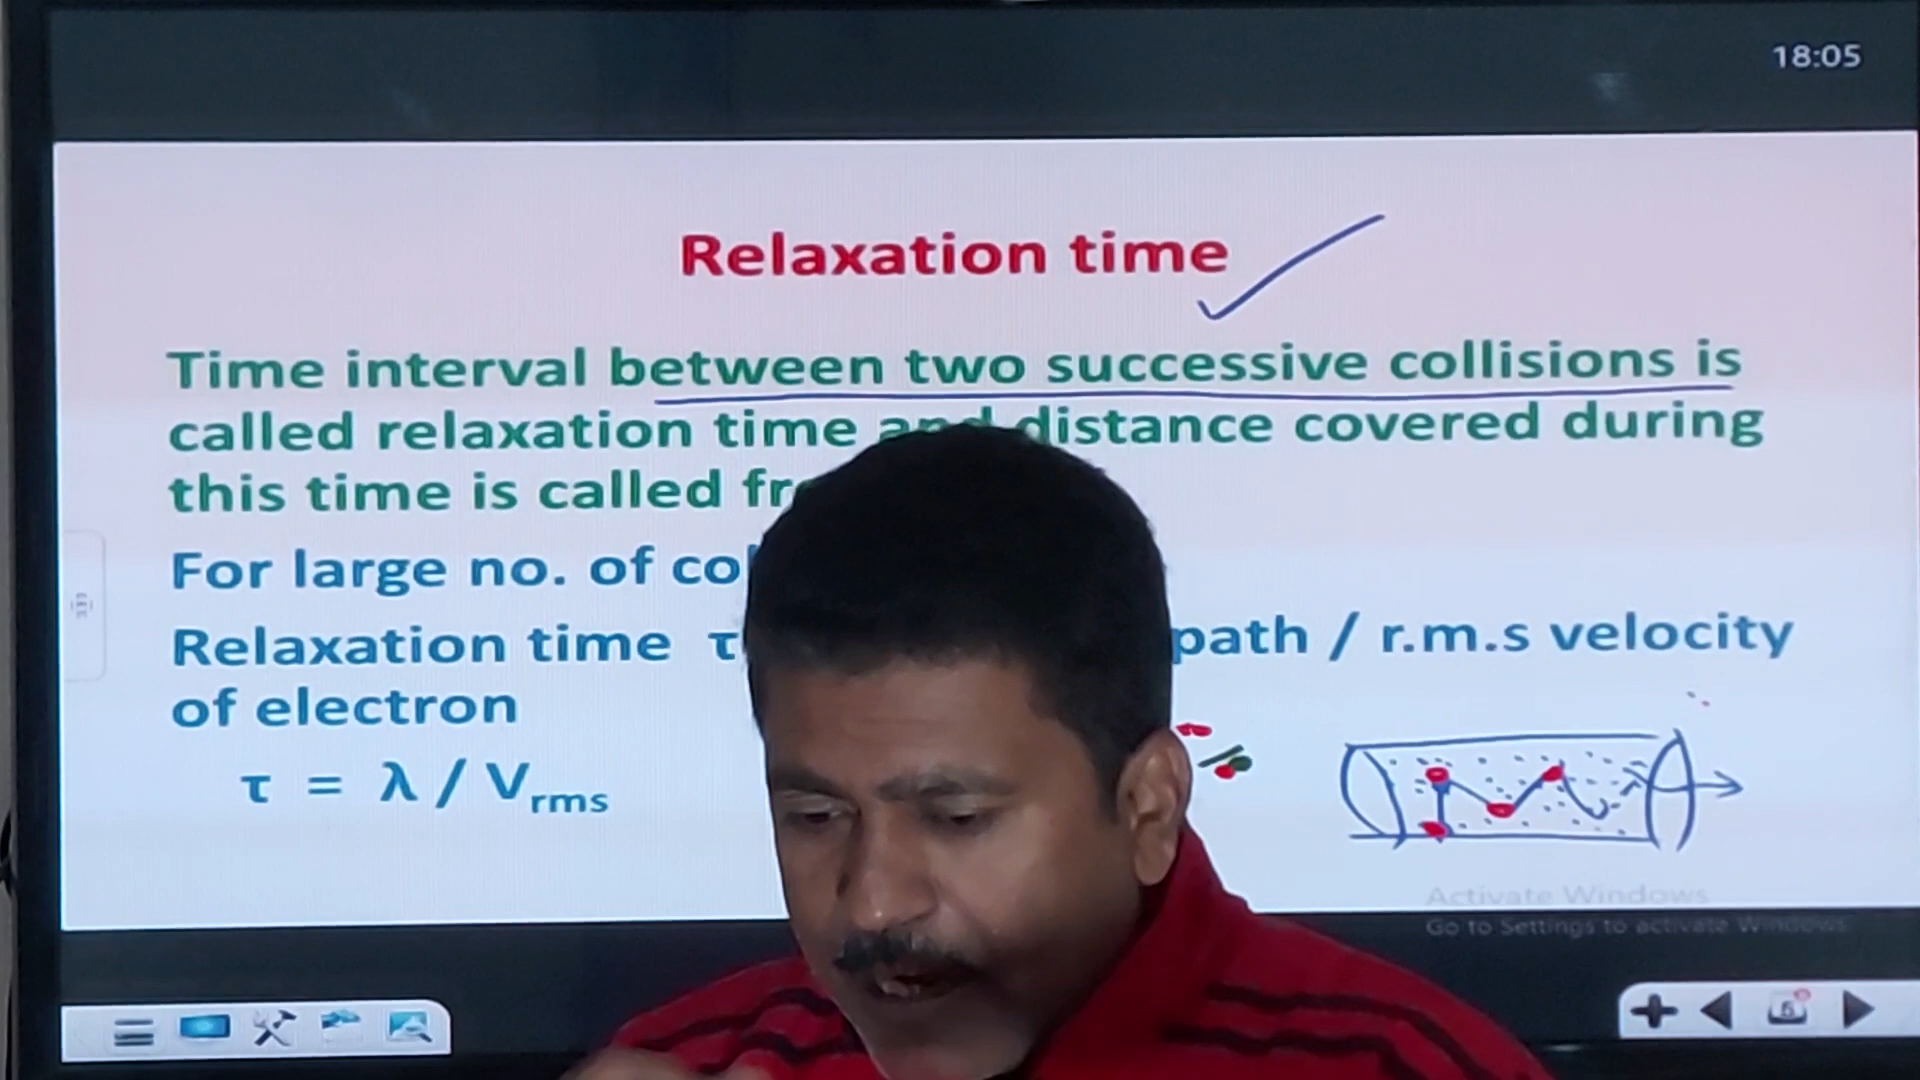 18:05
Relaxation time
Time interval between two successive collisions is
called relaxation time and distance covered during
this time is called
For large no. of
Relaxation time τ path / r.m.s velocity
of electron
τ = λ / Vrms
Activate Windows
Go to Settings to activate Windows